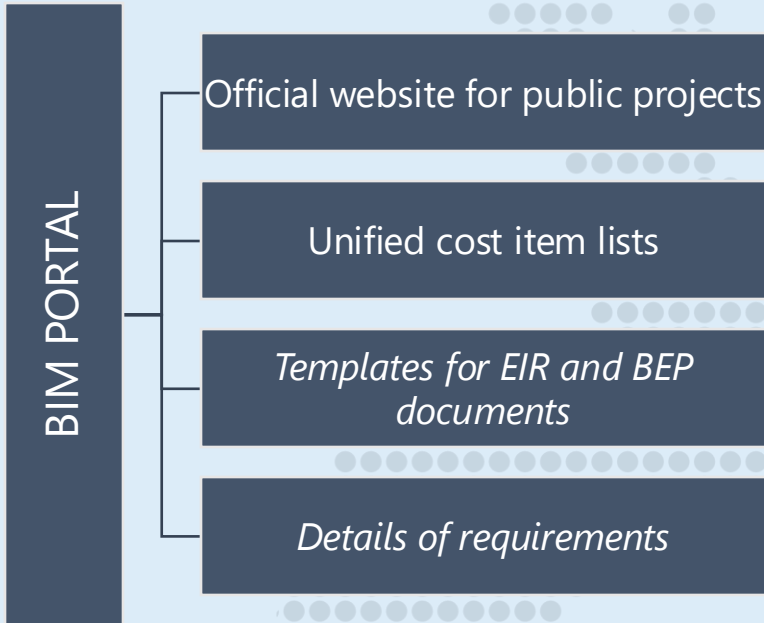 BIM PORTAL
Official website for public projects
Unified cost item lists
Templates for EIR and BEP
documents
Details of requirements